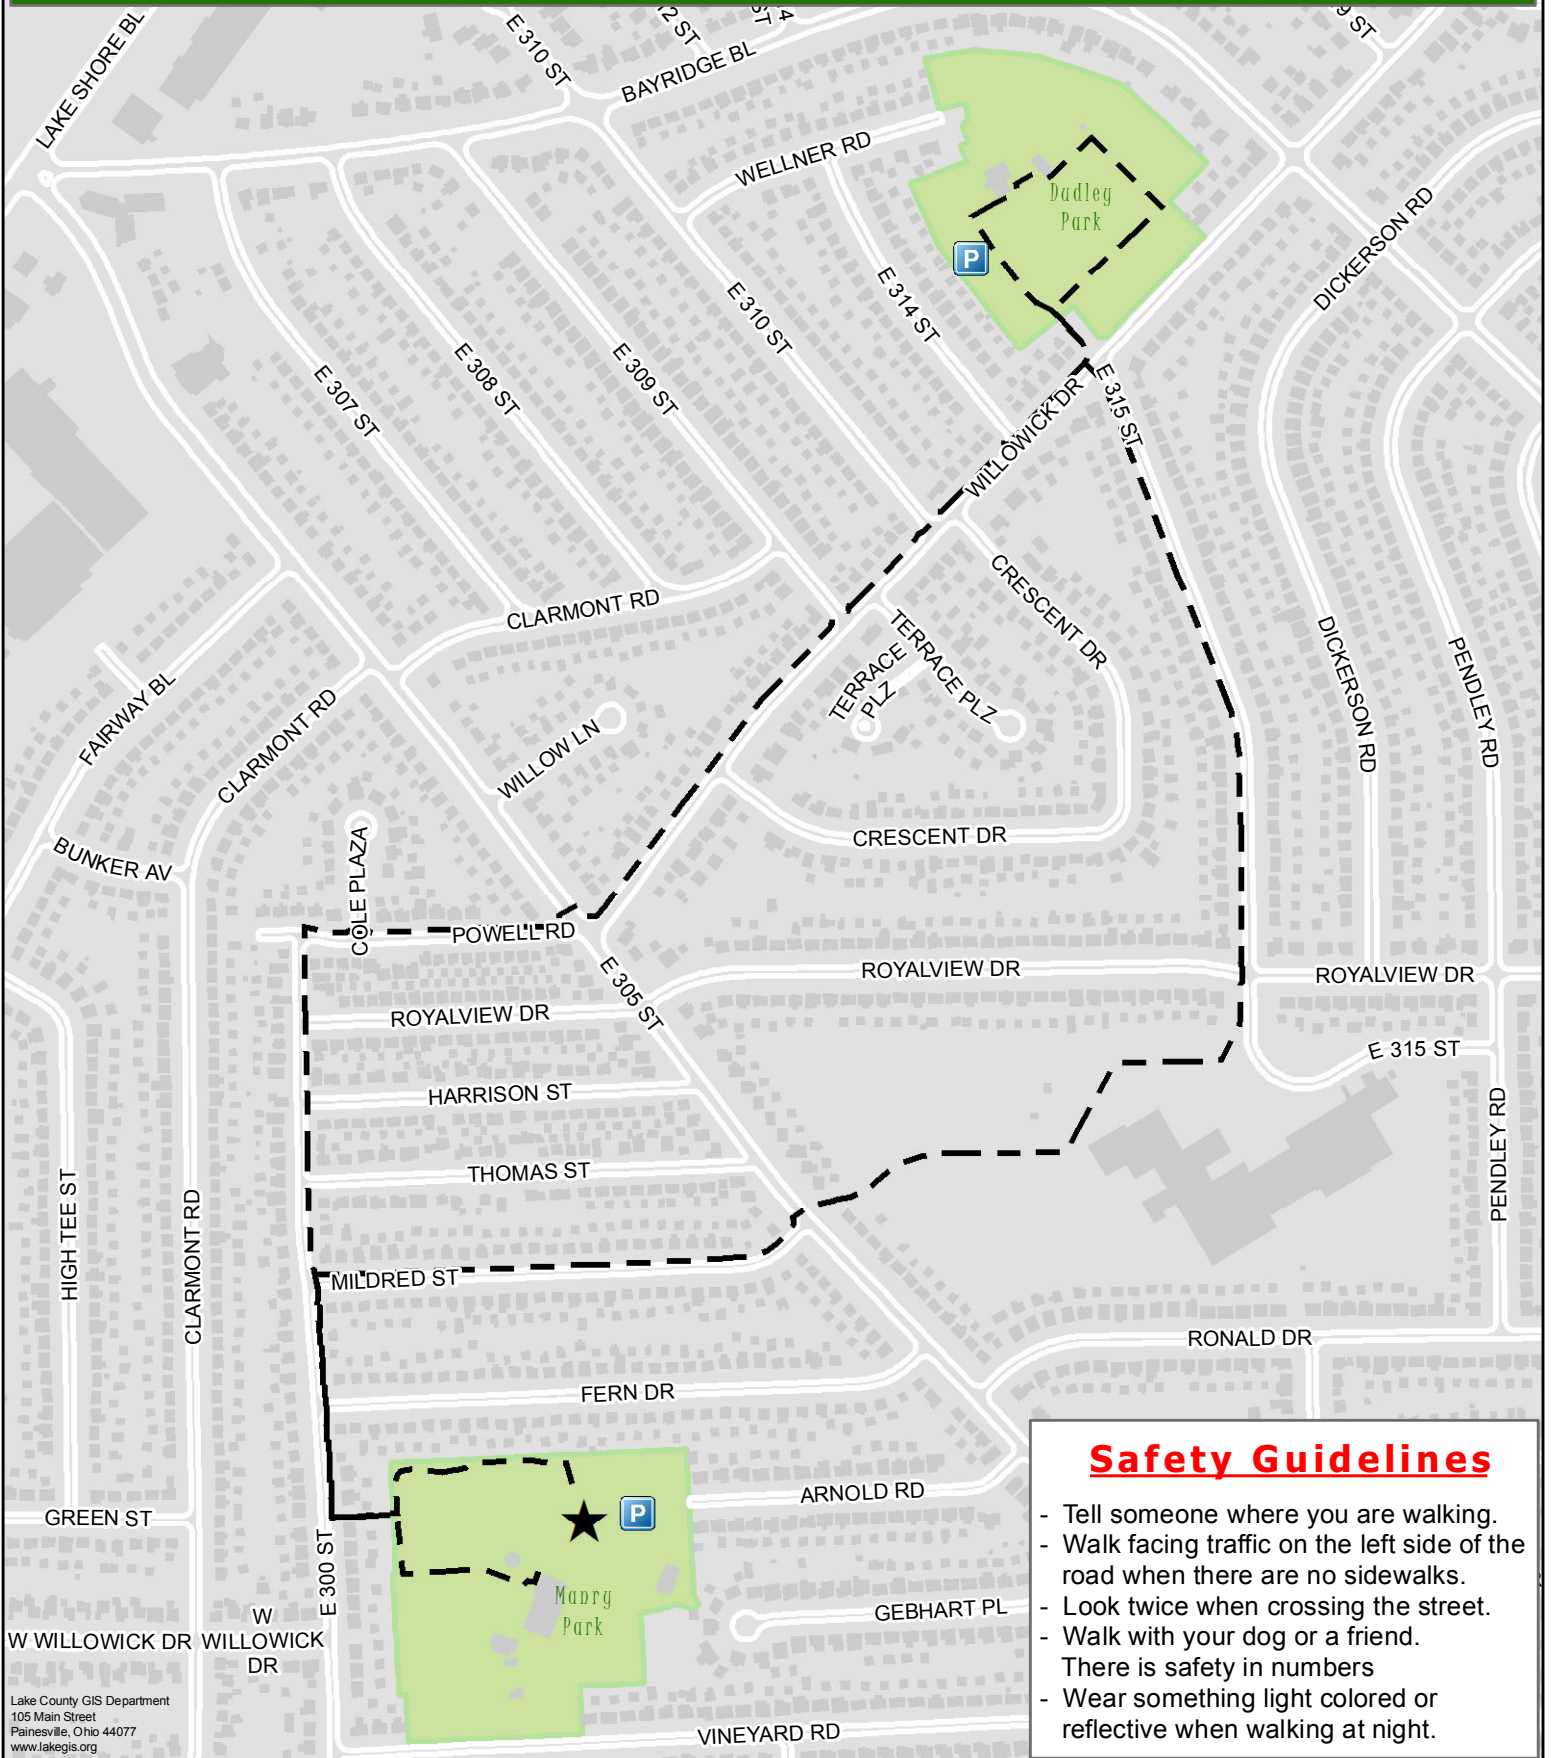 LAKE SHORE BL
E 310 ST
12 ST
ST
4
9 ST
BAYRIDGE BL
WELLNER RD
Dudley
Park
P
DICKERSON RD
E 314 ST
E 310 ST
E 309 ST
E 308 ST
E 307 ST
E 315 ST
WILLOWICK DR
CRESCENT DR
CLARMONT RD
TERRACE
PLZ
TERRACE PLZ
DICKERSON RD
PENDLEY RD
FAIRWAY BL
CLARMONT RD
WILLOW LN
CRESCENT DR
BUNKER AV
COLE PLAZA
POWELL RD
E 305 ST
ROYALVIEW DR
ROYALVIEW DR
ROYALVIEW DR
E 315 ST
HARRISON ST
PENDLEY RD
THOMAS ST
HIGH TEE ST
CLARMONT RD
MILDRED ST
RONALD DR
FERN DR
ARNOLD RD
GREEN ST
P
E 300 ST
Manry
Park
GEBHART PL
W WILLOWICK DR
W
WILLOWICK
DR
VINEYARD RD
Safety Guidelines
- Tell someone where you are walking.
- Walk facing traffic on the left side of the
road when there are no sidewalks.
- Look twice when crossing the street.
- Walk with your dog or a friend.
There is safety in numbers
- Wear something light colored or
reflective when walking at night.
Lake County GIS Department
105 Main Street
Painesville, Ohio 44077
www.lakegis.org